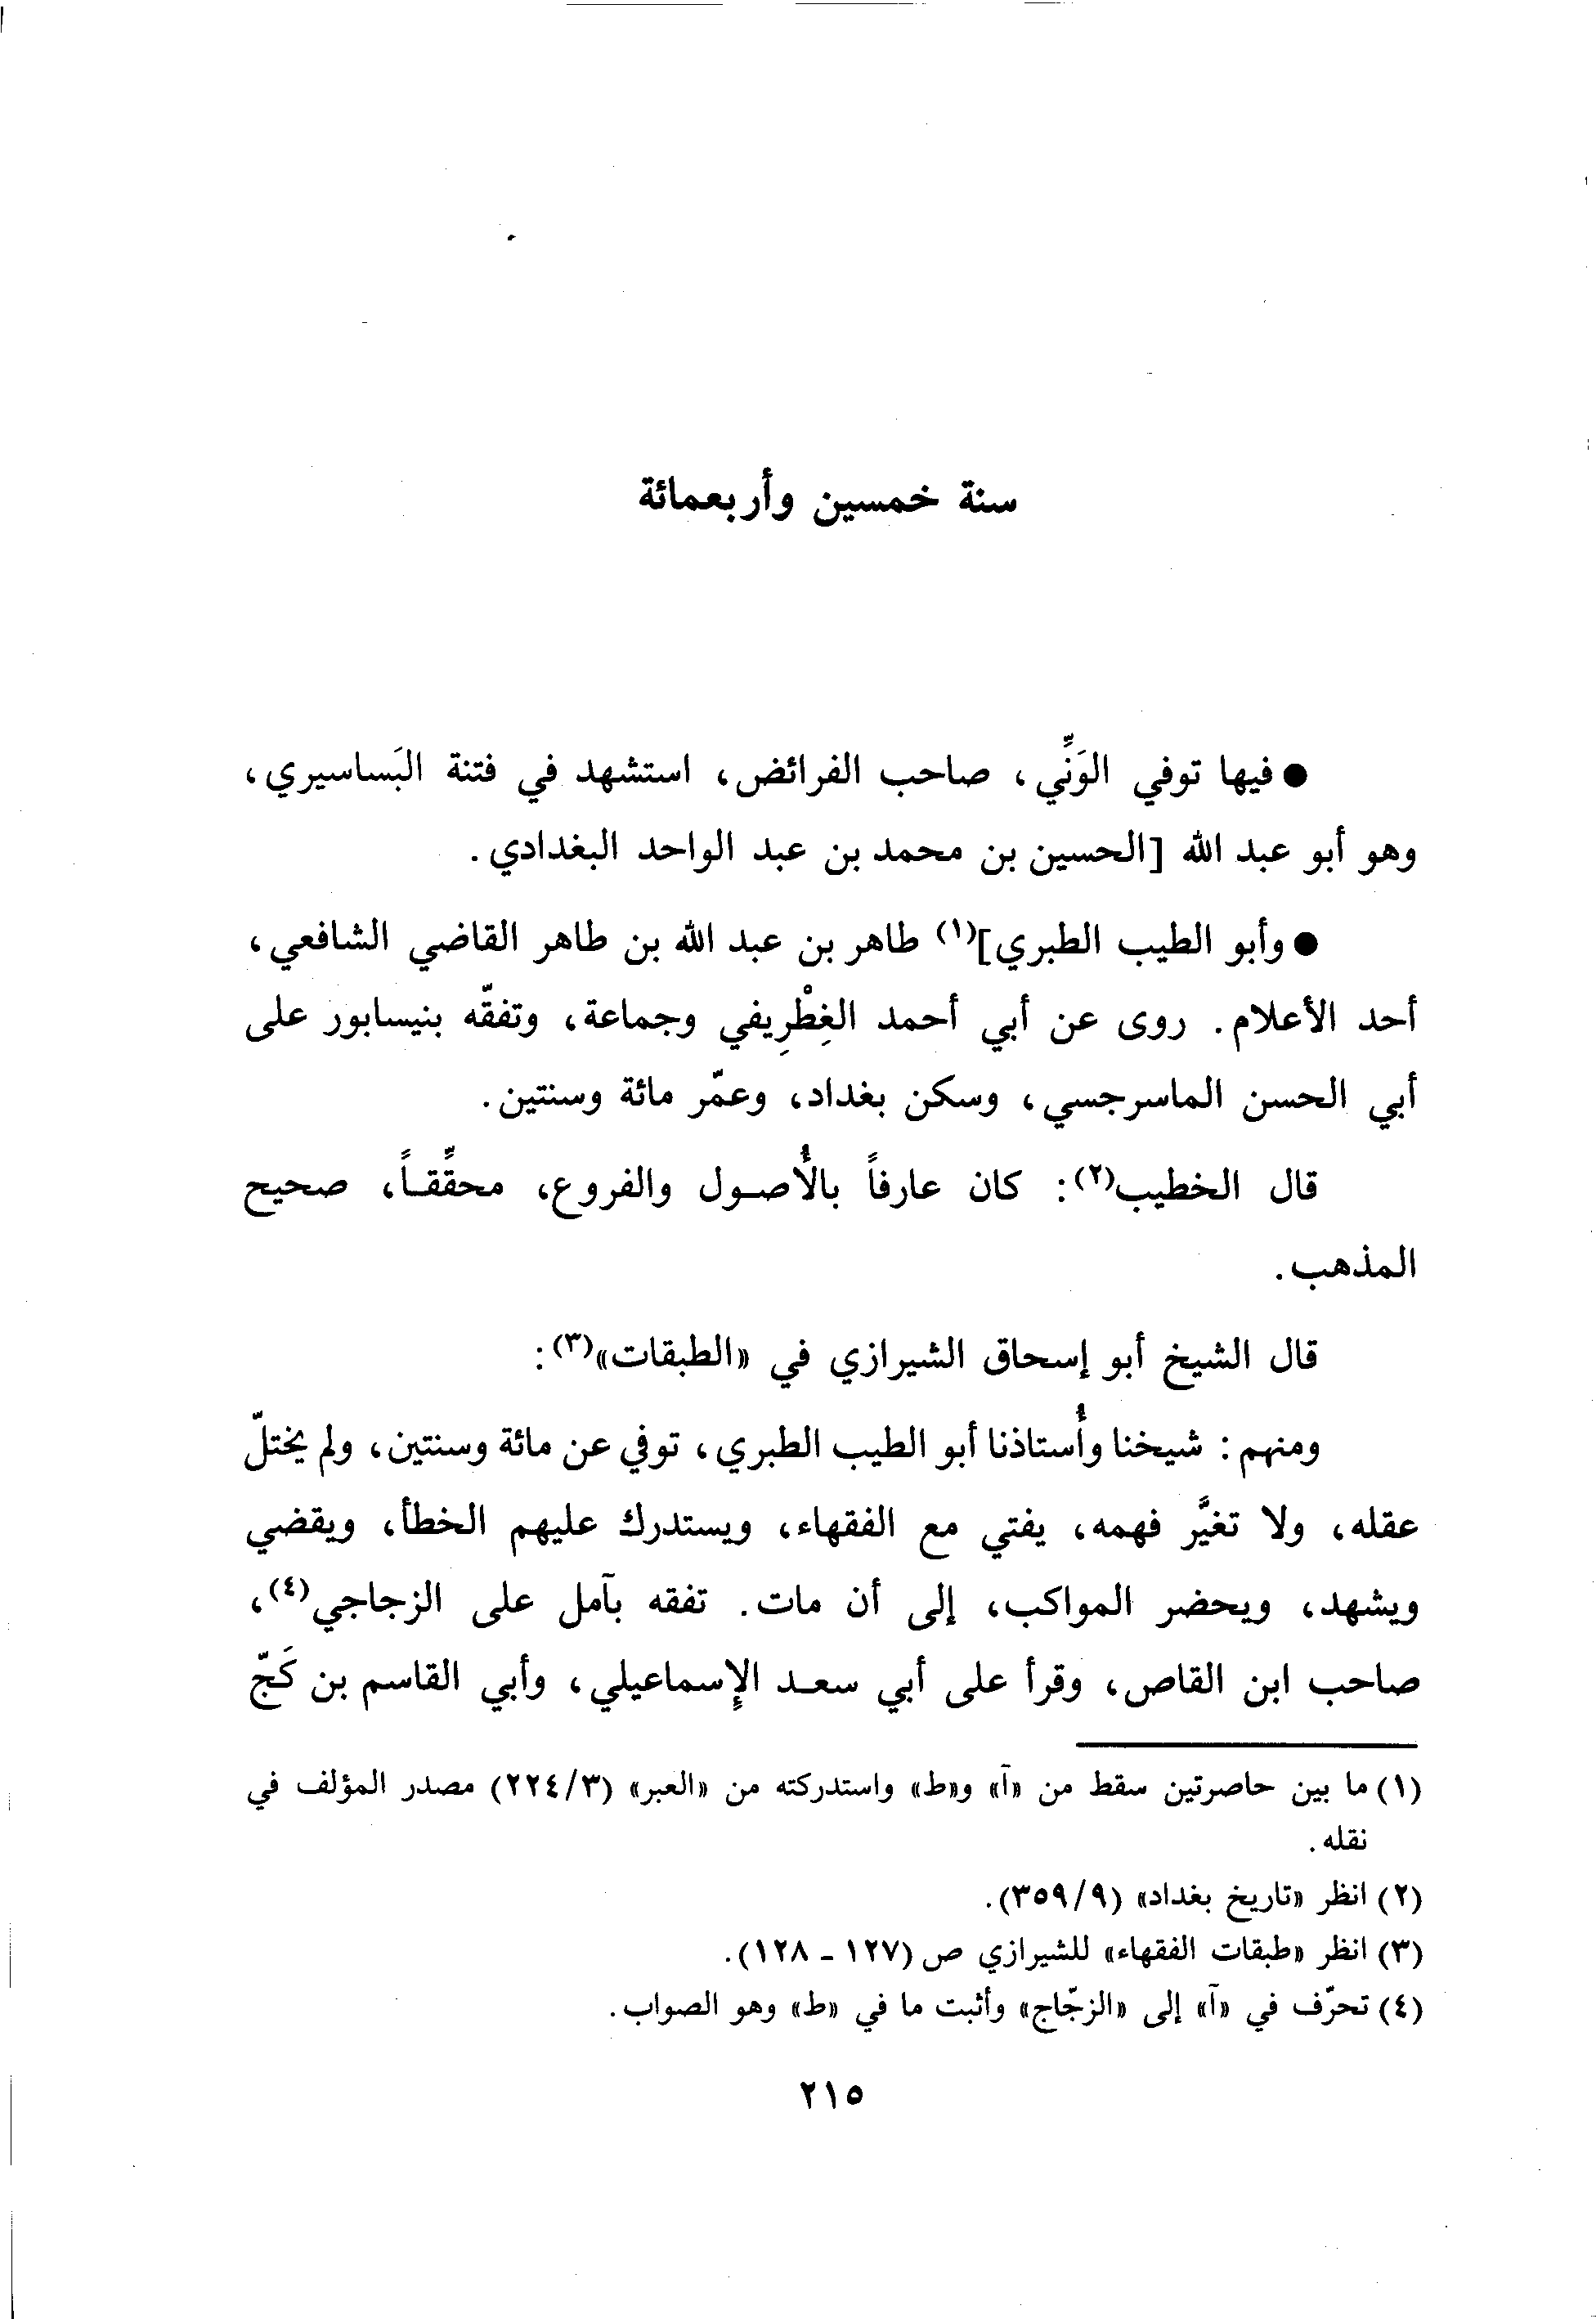 سنة خمسين وأربعمائة
● فيها توفي الوَنِّي، صاحب الفرائض، استشهد في فتنة البَساسيري،
وهو أبو عبد الله [الحسين بن محمد بن عبد الواحد البغدادي.
● وأبو الطيب الطبري](١) طاهر بن عبد الله بن طاهر القاضي الشافعي،
أحد الأعلام. روى عن أبي أحمد الغِطْرِيفي وجماعة، وتفقّه بنيسابور على
أبي الحسن الماسرجسي، وسكن بغداد، وعمّر مائة وسنتين.
قال الخطيب(٢): كان عارفاً بالأُصول والفروع، محقِّقاً، صحيح
المذهب.
قال الشيخ أبو إسحاق الشيرازي في «الطبقات»(٣):
ومنهم: شيخنا وأُستاذنا أبو الطيب الطبري، توفي عن مائة وسنتين، ولم يختلّ
عقله، ولا تغيَّر فهمه، يفتي مع الفقهاء، ويستدرك عليهم الخطأ، ويقضي
ويشهد، ويحضر المواكب، إلى أن مات. تفقه بآمل على الزجاجي(٤)،
صاحب ابن القاص، وقرأ على أبي سعد الإسماعيلي، وأبي القاسم بن كَجّ
(١) ما بين حاصرتين سقط من «آ» و«ط» واستدركته من «العبر» (٢٢٤/٣) مصدر المؤلف في
نقله.
(٢) انظر «تاريخ بغداد» (٣٥٩/٩).
(٣) انظر «طبقات الفقهاء» للشيرازي ص (١٢٧ - ١٢٨).
(٤) تحرّف في «آ» إلى «الزجّاج» وأثبت ما في «ط» وهو الصواب.
٢١٥